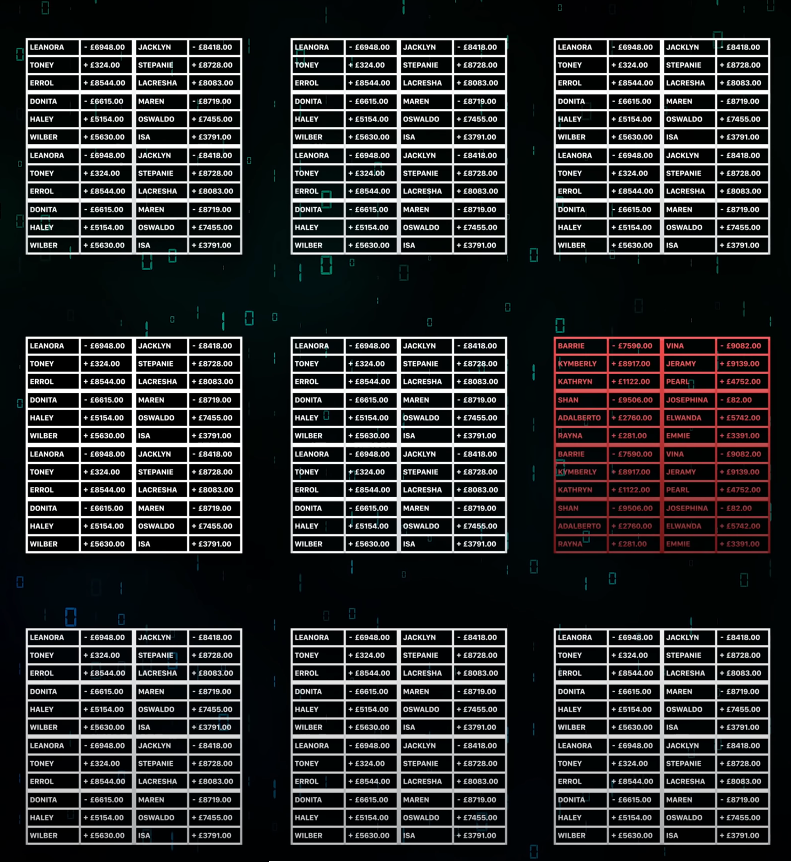 LEANORA - £6948.00 JACKLYN - £8418.00
TONEY + £324.00 STEPANIE + £8728.00
ERROL + £8544.00 LACRESHA + £8083.00
DONITA - £6615.00 MAREN - £8719.00
HALEY + £5154.00 OSWALDO + £7455.00
WILBER + £5630.00 ISA + £3791.00
LEANORA - £6948.00 JACKLYN - £8418.00
TONEY + £324.00 STEPANIE + £8728.00
ERROL + £8544.00 LACRESHA + £8083.00
DONITA - £6615.00 MAREN - £8719.00
HALEY + £5154.00 OSWALDO + £7455.00
WILBER + £5630.00 ISA + £3791.00
LEANORA - £6948.00 JACKLYN - £8418.00
TONEY + £324.00 STEPANIE + £8728.00
ERROL + £8544.00 LACRESHA + £8083.00
DONITA - £6615.00 MAREN - £8719.00
HALEY + £5154.00 OSWALDO + £7455.00
WILBER + £5630.00 ISA + £3791.00
LEANORA - £6948.00 JACKLYN - £8418.00
TONEY + £324.00 STEPANIE + £8728.00
ERROL + £8544.00 LACRESHA + £8083.00
DONITA - £6615.00 MAREN - £8719.00
HALEY + £5154.00 OSWALDO + £7455.00
WILBER + £5630.00 ISA + £3791.00
LEANORA - £6948.00 JACKLYN - £8418.00
TONEY + £324.00 STEPANIE + £8728.00
ERROL + £8544.00 LACRESHA + £8083.00
DONITA - £6615.00 MAREN - £8719.00
HALEY + £5154.00 OSWALDO + £7455.00
WILBER + £5630.00 ISA + £3791.00
LEANORA - £6948.00 JACKLYN - £8418.00
TONEY + £324.00 STEPANIE + £8728.00
ERROL + £8544.00 LACRESHA + £8083.00
DONITA - £6615.00 MAREN - £8719.00
HALEY + £5154.00 OSWALDO + £7455.00
WILBER + £5630.00 ISA + £3791.00
LEANORA - £6948.00 JACKLYN - £8418.00
TONEY + £324.00 STEPANIE + £8728.00
ERROL + £8544.00 LACRESHA + £8083.00
DONITA - £6615.00 MAREN - £8719.00
HALEY + £5154.00 OSWALDO + £7455.00
WILBER + £5630.00 ISA + £3791.00
LEANORA - £6948.00 JACKLYN - £8418.00
TONEY + £324.00 STEPANIE + £8728.00
ERROL + £8544.00 LACRESHA + £8083.00
DONITA - £6615.00 MAREN - £8719.00
HALEY + £5154.00 OSWALDO + £7455.00
WILBER + £5630.00 ISA + £3791.00
LEANORA - £6948.00 JACKLYN - £8418.00
TONEY + £324.00 STEPANIE + £8728.00
ERROL + £8544.00 LACRESHA + £8083.00
DONITA - £6615.00 MAREN - £8719.00
HALEY + £5154.00 OSWALDO + £7455.00
WILBER + £5630.00 ISA + £3791.00
LEANORA - £6948.00 JACKLYN - £8418.00
TONEY + £324.00 STEPANIE + £8728.00
ERROL + £8544.00 LACRESHA + £8083.00
DONITA - £6615.00 MAREN - £8719.00
HALEY + £5154.00 OSWALDO + £7455.00
WILBER + £5630.00 ISA + £3791.00
BARRIE - £7590.00 VINA - £9082.00
KYMBERLY + £8917.00 JERAMY + £9139.00
KATHRYN + £1122.00 PEARL + £4752.00
SHAN - £9506.00 JOSEPHINA - £82.00
ADALBERTO + £2760.00 ELWANDA + £5742.00
RAYNA + £281.00 EMMIE + £3391.00
BARRIE - £7590.00 VINA - £9082.00
KYMBERLY + £8917.00 JERAMY + £9139.00
KATHRYN + £1122.00 PEARL + £4752.00
SHAN - £9506.00 JOSEPHINA - £82.00
ADALBERTO + £2760.00 ELWANDA + £5742.00
RAYNA + £281.00 EMMIE + £3391.00
LEANORA - £6948.00 JACKLYN - £8418.00
TONEY + £324.00 STEPANIE + £8728.00
ERROL + £8544.00 LACRESHA + £8083.00
DONITA - £6615.00 MAREN - £8719.00
HALEY + £5154.00 OSWALDO + £7455.00
WILBER + £5630.00 ISA + £3791.00
LEANORA - £6948.00 JACKLYN - £8418.00
TONEY + £324.00 STEPANIE + £8728.00
ERROL + £8544.00 LACRESHA + £8083.00
DONITA - £6615.00 MAREN - £8719.00
HALEY + £5154.00 OSWALDO + £7455.00
WILBER + £5630.00 ISA + £3791.00
LEANORA - £6948.00 JACKLYN - £8418.00
TONEY + £324.00 STEPANIE + £8728.00
ERROL + £8544.00 LACRESHA + £8083.00
DONITA - £6615.00 MAREN - £8719.00
HALEY + £5154.00 OSWALDO + £7455.00
WILBER + £5630.00 ISA + £3791.00
LEANORA - £6948.00 JACKLYN - £8418.00
TONEY + £324.00 STEPANIE + £8728.00
ERROL + £8544.00 LACRESHA + £8083.00
DONITA - £6615.00 MAREN - £8719.00
HALEY + £5154.00 OSWALDO + £7455.00
WILBER + £5630.00 ISA + £3791.00
LEANORA - £6948.00 JACKLYN - £8418.00
TONEY + £324.00 STEPANIE + £8728.00
ERROL + £8544.00 LACRESHA + £8083.00
DONITA - £6615.00 MAREN - £8719.00
HALEY + £5154.00 OSWALDO + £7455.00
WILBER + £5630.00 ISA + £3791.00
LEANORA - £6948.00 JACKLYN - £8418.00
TONEY + £324.00 STEPANIE + £8728.00
ERROL + £8544.00 LACRESHA + £8083.00
DONITA - £6615.00 MAREN - £8719.00
HALEY + £5154.00 OSWALDO + £7455.00
WILBER + £5630.00 ISA + £3791.00